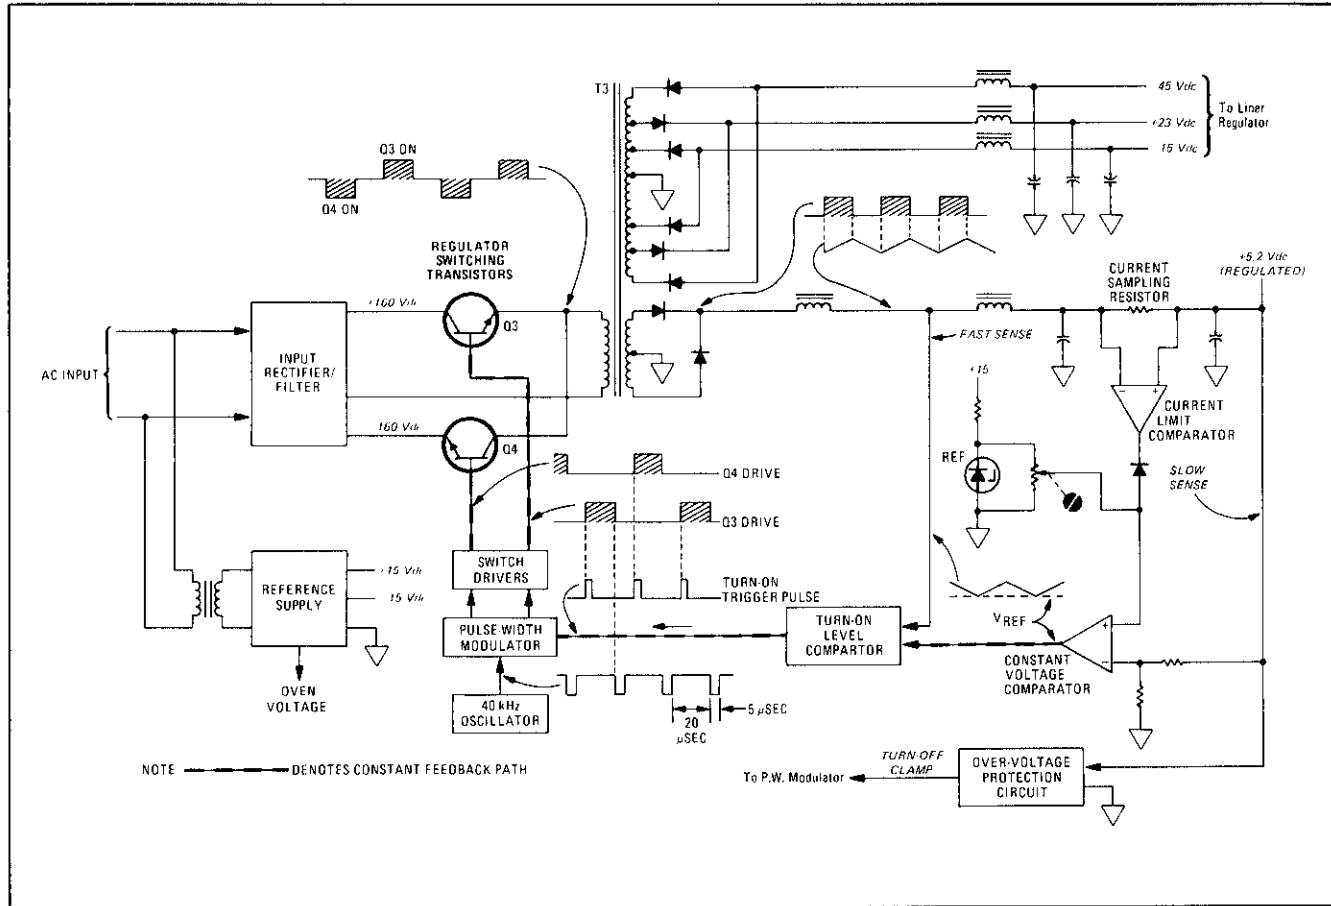 T3
45 Vdc
+23 Vdc
15 Vdc
To Liner
Regulator
Q3 ON
Q4 ON
REGULATOR
SWITCHING
TRANSISTORS
+5.2 Vdc
(REGULATED)
CURRENT
SAMPLING
RESISTOR
+160 Vdc
Q3
AC INPUT
INPUT
RECTIFIER/
FILTER
FAST SENSE
+15
CURRENT
LIMIT
COMPARATOR
160 Vdc
Q4
REF
SLOW
SENSE
Q4 DRIVE
Q3 DRIVE
SWITCH
DRIVERS
TURN-ON
TRIGGER PULSE
REFERENCE
SUPPLY
+15 Vdc
15 Vdc
PULSE-WIDTH
MODULATOR
TURN-ON
LEVEL
COMPARTOR
VREF
+
−
CONSTANT
VOLTAGE
COMPARATOR
OVEN
VOLTAGE
40 kHz
OSCILLATOR
20
μSEC
5 μSEC
NOTE DENOTES CONSTANT FEEDBACK PATH
To P.W. Modulator
TURN-OFF
CLAMP
OVER-VOLTAGE
PROTECTION
CIRCUIT